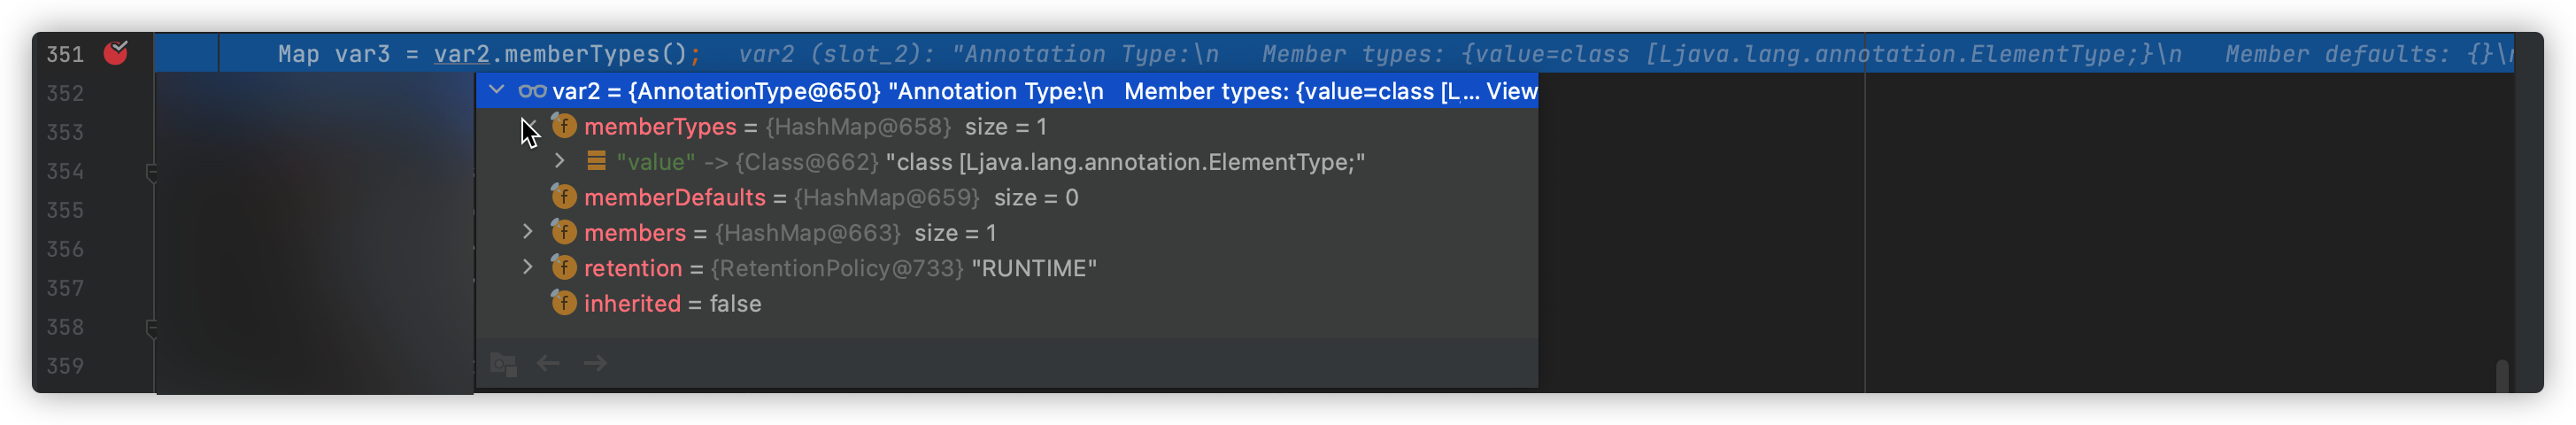 351 Map var3 = var2.memberTypes(); var2 (slot_2): "Annotation Type:\n Member types: {value=class [Ljava.lang.annotation.ElementType;}\n Member defaults: {}\n
352 var2 = {AnnotationType@650} "Annotation Type:\n Member types: {value=class [L,... View
353 f memberTypes = {HashMap@658} size = 1
354 "value" -> {Class@662} "class [Ljava.lang.annotation.ElementType;"
355 f memberDefaults = {HashMap@659} size = 0
356 f members = {HashMap@663} size = 1
357 f retention = {RetentionPolicy@733} "RUNTIME"
358 f inherited = false
359